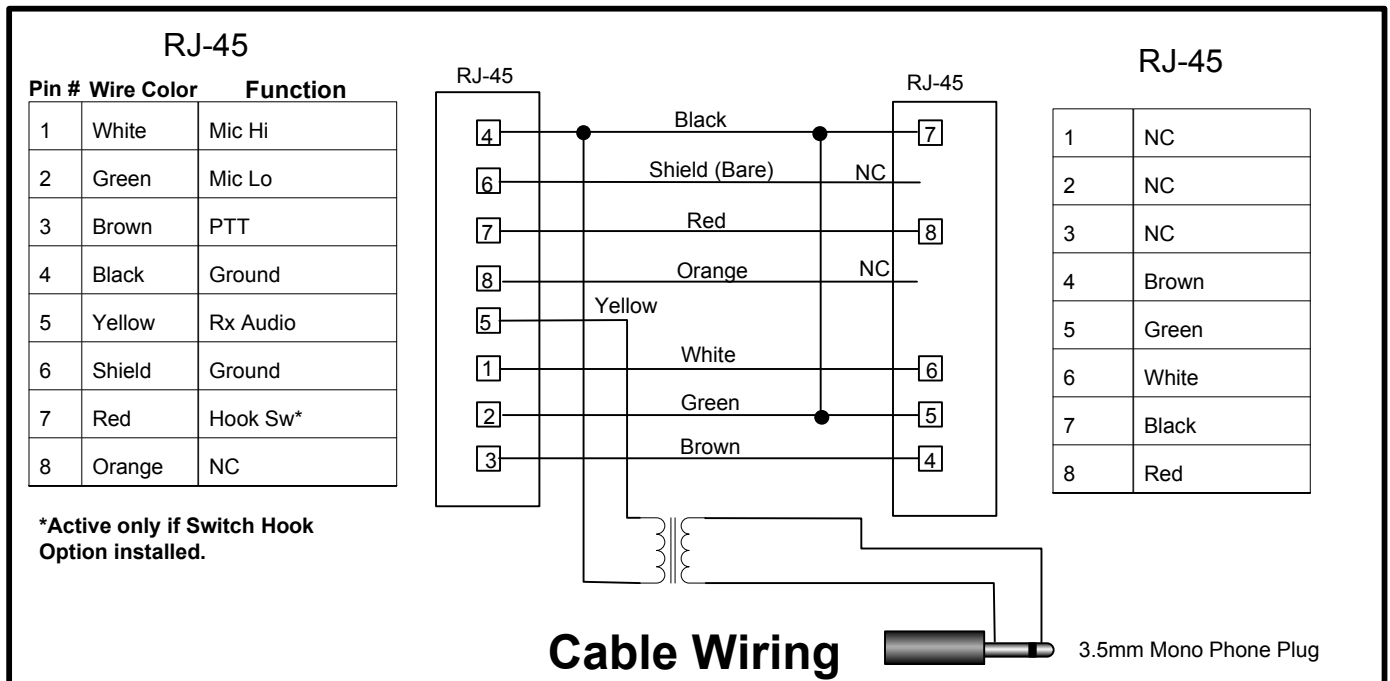 RJ-45
Pin # Wire Color Function
1 White Mic Hi
2 Green Mic Lo
3 Brown PTT
4 Black Ground
5 Yellow Rx Audio
6 Shield Ground
7 Red Hook Sw*
8 Orange NC
*Active only if Switch Hook
Option installed.
RJ-45
RJ-45
4 Black 7
6 Shield (Bare) NC
7 Red 8
8 Orange NC
5 Yellow
1 White 6
2 Green 5
3 Brown 4
RJ-45
1 NC
2 NC
3 NC
4 Brown
5 Green
6 White
7 Black
8 Red
Cable Wiring
3.5mm Mono Phone Plug